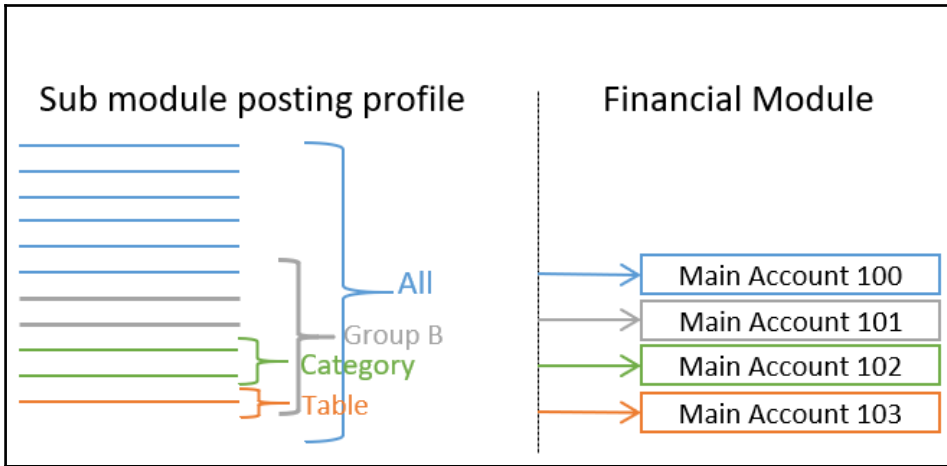 Sub module posting profile
Financial Module
All
Group B
Category
Table
Main Account 100
Main Account 101
Main Account 102
Main Account 103